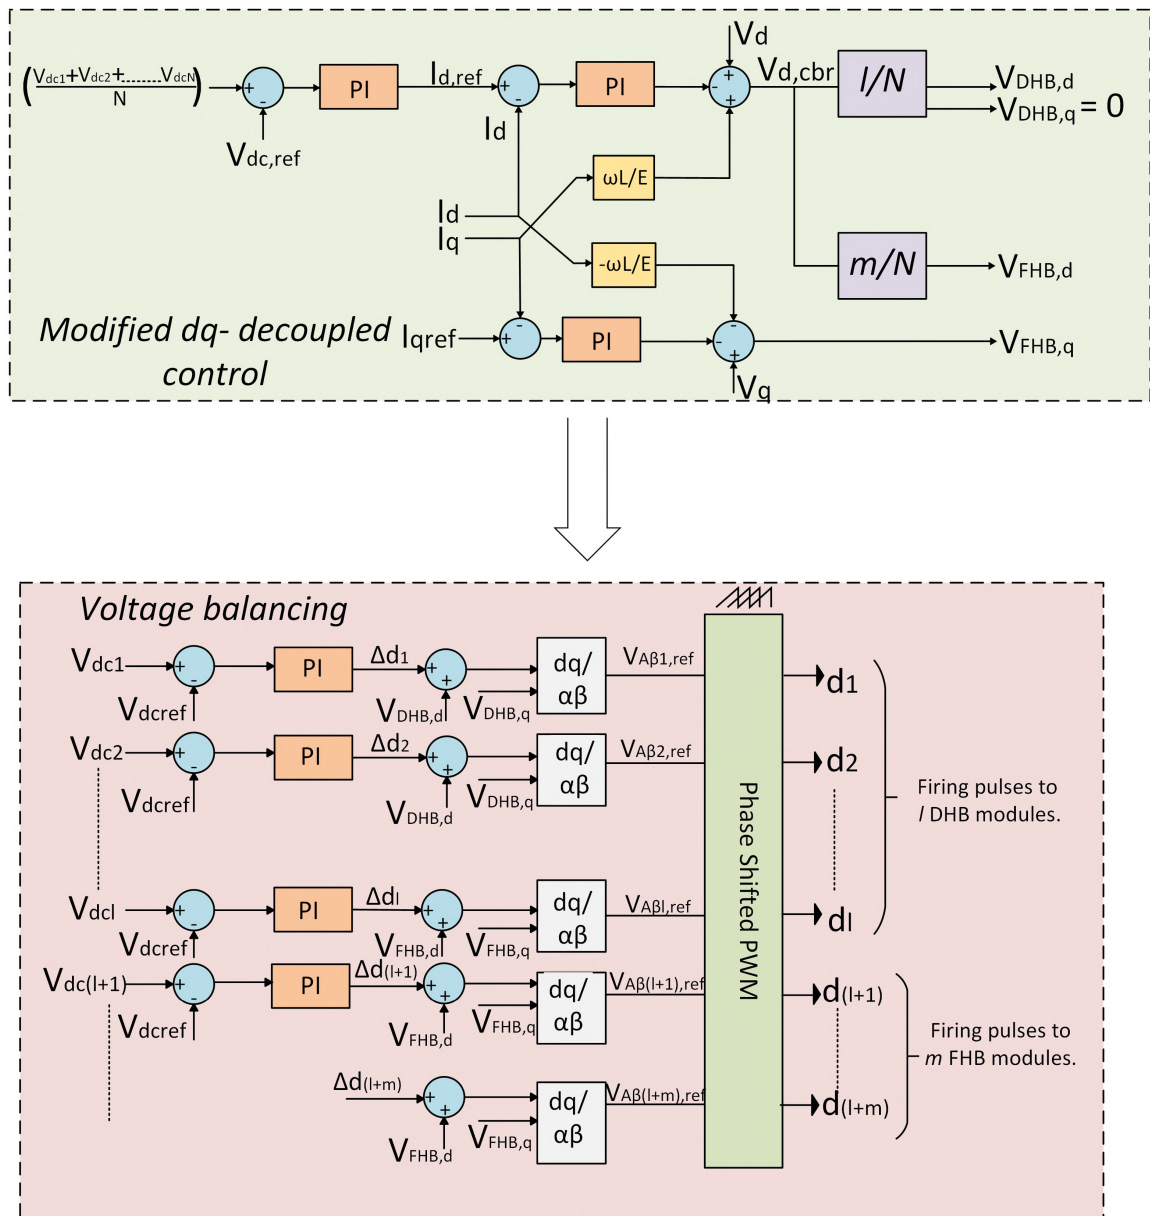 Vd
(Vdc1+Vdc2+........VdcN)
N
+
-
PI
Id,ref
+
-
PI
-
+
+
Vd,cbr
l/N
VDHB,d
VDHB,q = 0
Vdc,ref
Id
ωL/E
Id
Iq
-ωL/E
m/N
VFHB,d
Modified dq- decoupled
control
Iqref
+
-
PI
-
-
+
VFHB,q
Vq
Voltage balancing
Vdc1
+
-
PI
Δd1
+
+
dq/
αβ
VAβ1,ref
d1
Vdcref
VDHB,d
VDHB,q
Vdc2
+
-
PI
Δd2
+
+
dq/
αβ
VAβ2,ref
d2
Vdcref
VDHB,d
VDHB,q
Firing pulses to
l DHB modules.
Phase Shifted PWM
Vdcl
+
-
PI
Δdl
+
+
dq/
αβ
VAβl,ref
dl
Vdcref
VFHB,d
VFHB,q
Vdc(l+1)
+
-
PI
Δd(l+1)
+
+
dq/
αβ
VAβ(l+1),ref
d(l+1)
Vdcref
VFHB,d
VFHB,q
Firing pulses to
m FHB modules.
Δd(l+m)
+
+
dq/
αβ
VAβ(l+m),ref
d(l+m)
VFHB,d
VFHB,q